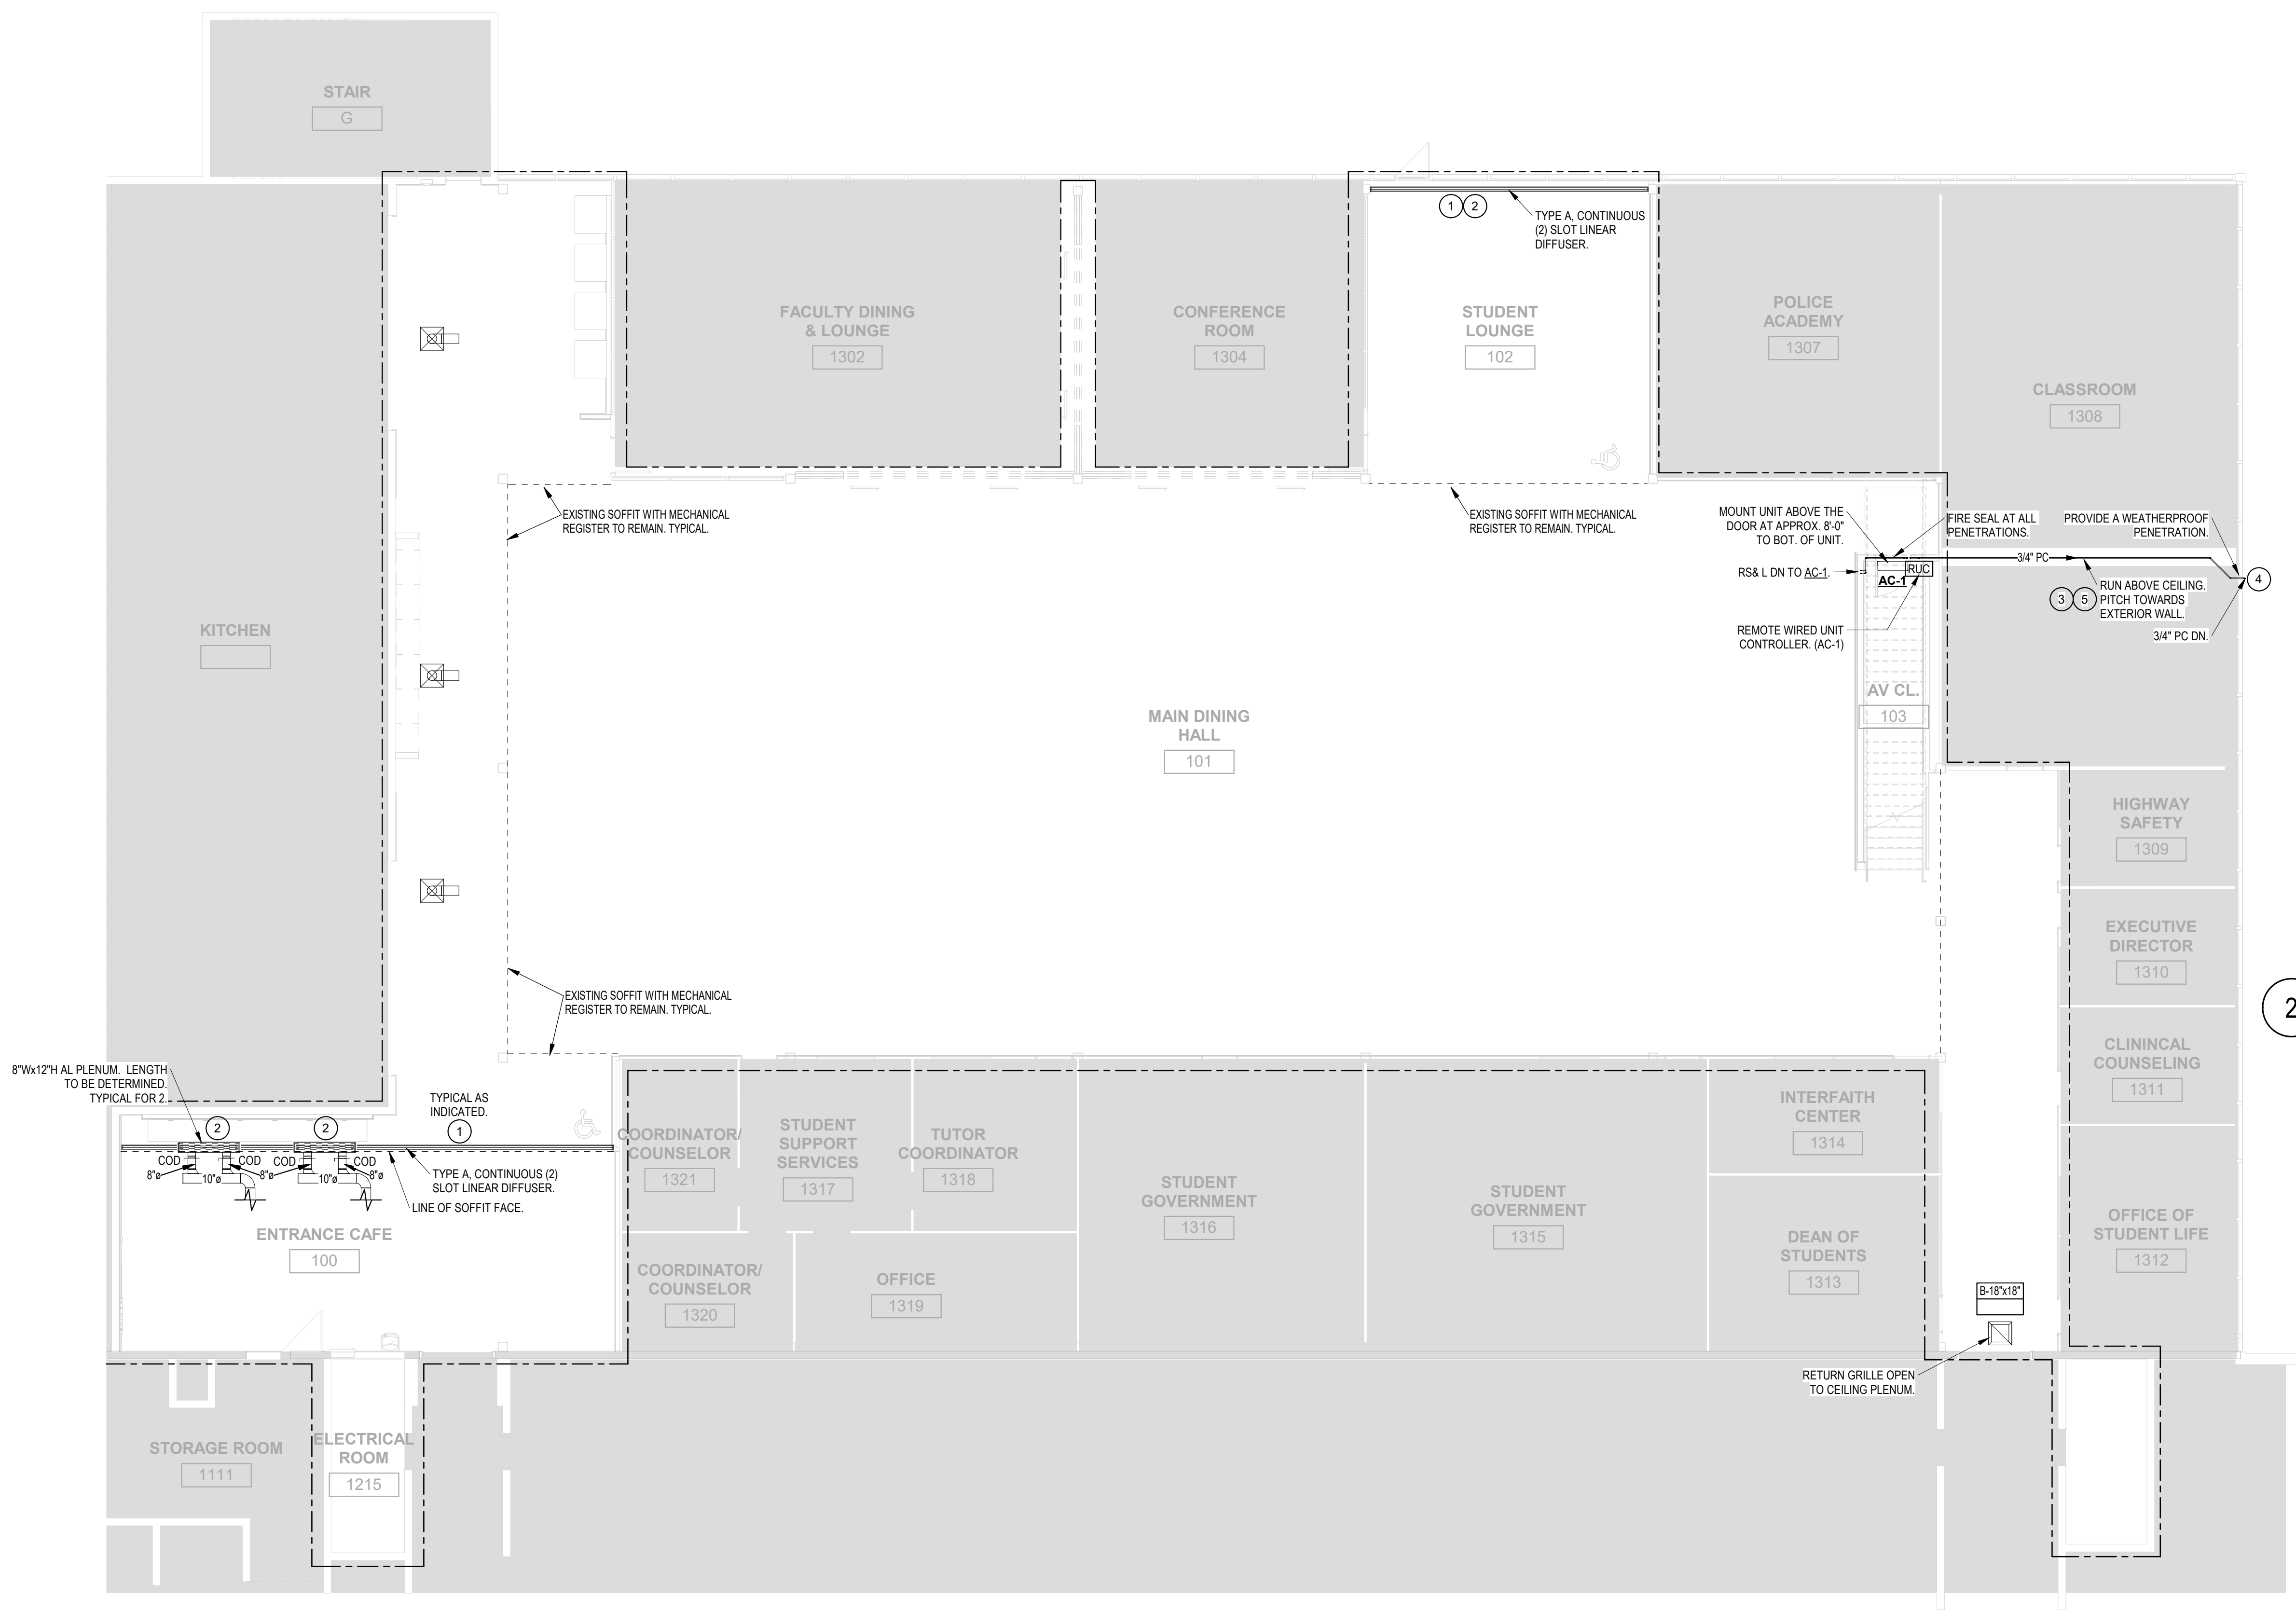 STAIR
G
FACULTY DINING
& LOUNGE
1302
CONFERENCE
ROOM
1304
1
2
TYPE A, CONTINUOUS
(2) SLOT LINEAR
DIFFUSER.
STUDENT
LOUNGE
102
POLICE
ACADEMY
1307
CLASSROOM
1308
EXISTING SOFFIT WITH MECHANICAL
REGISTER TO REMAIN. TYPICAL.
EXISTING SOFFIT WITH MECHANICAL
REGISTER TO REMAIN. TYPICAL.
MOUNT UNIT ABOVE THE
DOOR AT APPROX. 8'-0"
TO BOT. OF UNIT.
FIRE SEAL AT ALL
PENETRATIONS.
PROVIDE A WEATHERPROOF
PENETRATION.
3/4" PC
RS& L DN TO AC-1.
AC-1
RUC
4
3
5
RUN ABOVE CEILING.
PITCH TOWARDS
EXTERIOR WALL.
3/4" PC DN.
REMOTE WIRED UNIT
CONTROLLER. (AC-1)
KITCHEN
AV CL.
103
MAIN DINING
HALL
101
HIGHWAY
SAFETY
1309
EXECUTIVE
DIRECTOR
1310
2
EXISTING SOFFIT WITH MECHANICAL
REGISTER TO REMAIN. TYPICAL.
CLININCAL
COUNSELING
1311
8"Wx12"H AL PLENUM.  LENGTH
TO BE DETERMINED.
TYPICAL FOR 2.
2
2
TYPICAL AS
INDICATED.
1
COD
COD
COD
COD
8"ø
10"ø
8"ø
10"ø
8"ø
TYPE A, CONTINUOUS (2)
SLOT LINEAR DIFFUSER.
LINE OF SOFFIT FACE.
ENTRANCE CAFE
100
COORDINATOR/
COUNSELOR
1321
STUDENT
SUPPORT
SERVICES
1317
TUTOR
COORDINATOR
1318
STUDENT
GOVERNMENT
1316
STUDENT
GOVERNMENT
1315
INTERFAITH
CENTER
1314
DEAN OF
STUDENTS
1313
OFFICE OF
STUDENT LIFE
1312
COORDINATOR/
COUNSELOR
1320
OFFICE
1319
B-18"x18"
RETURN GRILLE OPEN
TO CEILING PLENUM.
STORAGE ROOM
1111
ELECTRICAL
ROOM
1215